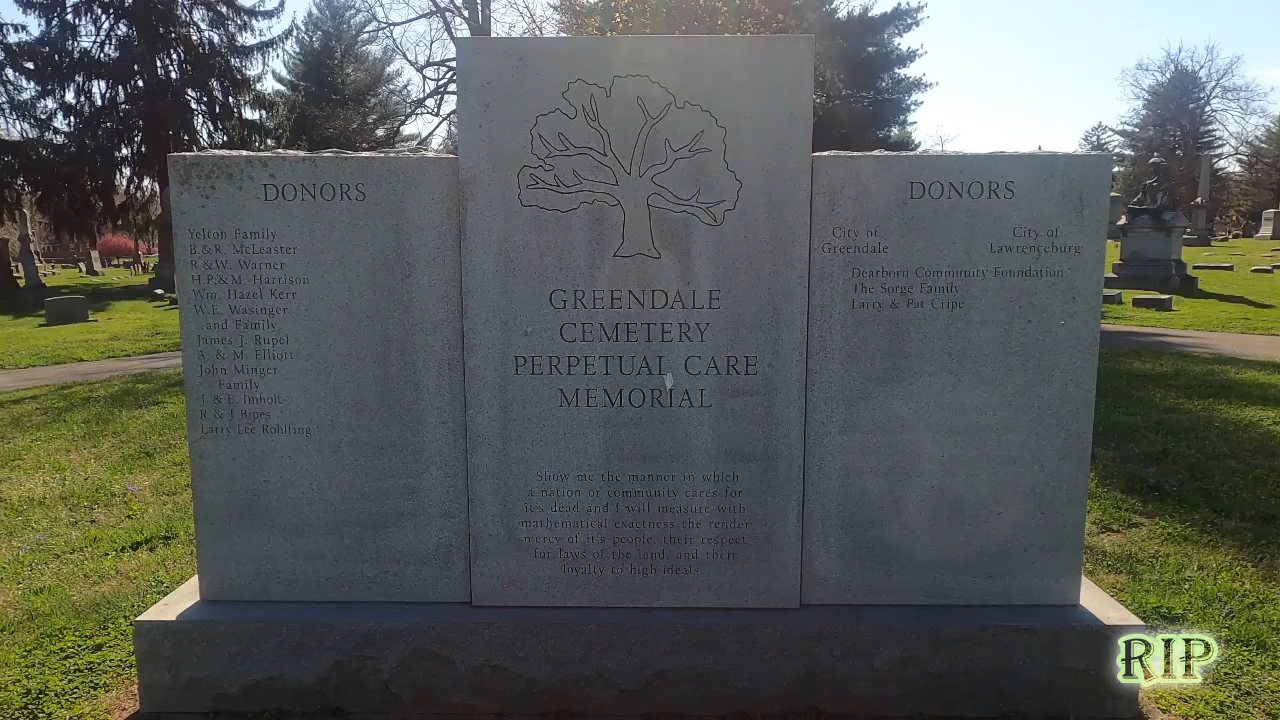 DONORS
Yelton Family
B.&R. McLeaster
R.&W. Warner
H.P.&M. Harrison
Wm. Hazel Kerr
W.E. Wasinger
and Family
James J. Rupel
A. & M. Elliott
John Minger
Family
J. & E. Imholt
R & J Bipes
Larry Lee Rohlfing
GREENDALE
CEMETERY
PERPETUAL CARE
MEMORIAL
Show me the manner in which
a nation or community cares for
it's dead and I will measure with
mathematical exactness the render
mercy of it's people, their respect
for laws of the land, and their
loyalty to high ideals.
DONORS
City of
Greendale
City of
Lawrenceburg
Dearborn Community Foundation
The Sorge Family
Larry & Pat Cripe
RIP